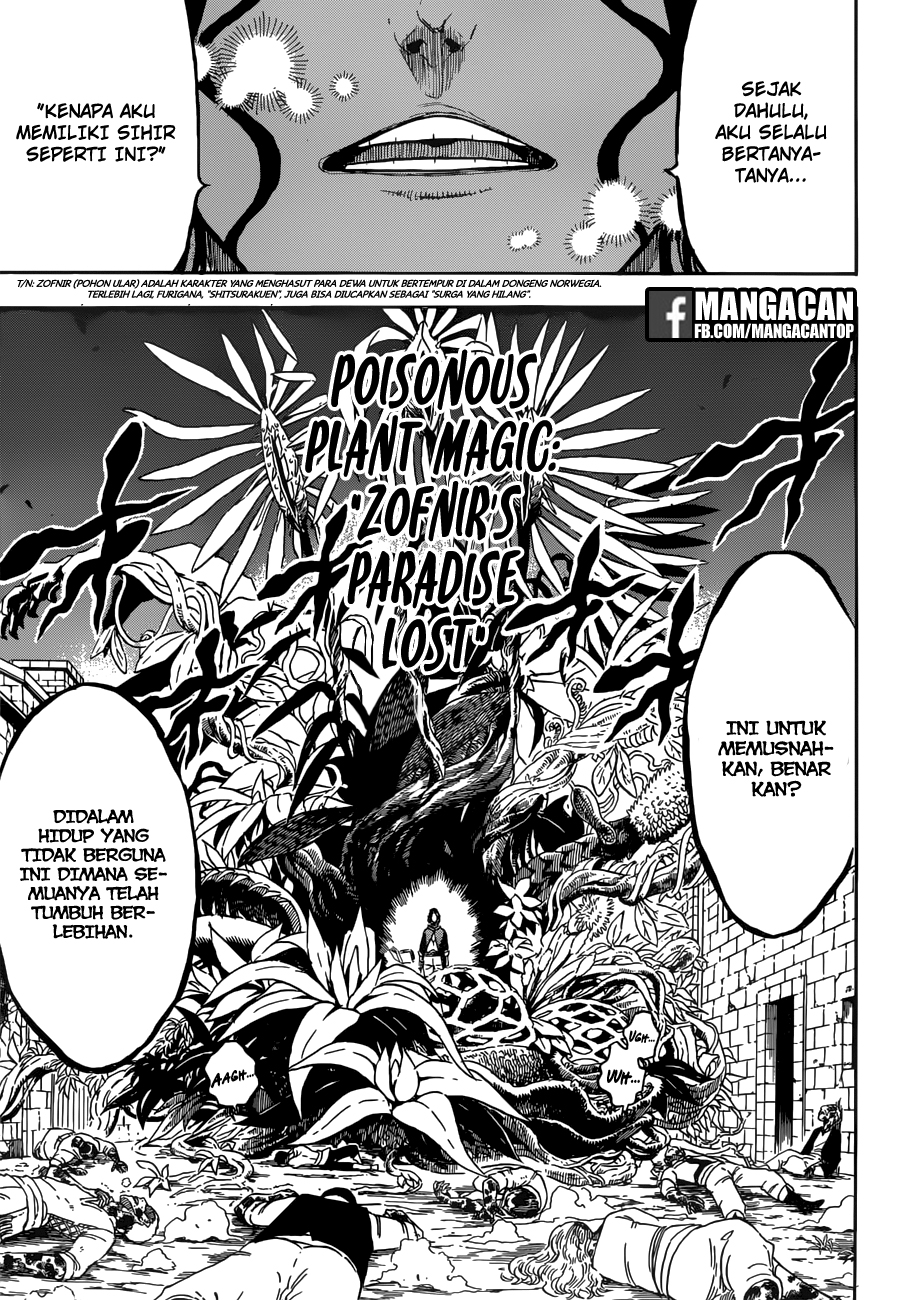 SEJAK
DAHULU,
AKU SELALU
BERTANYA-
TANYA...
"KENAPA AKU
MEMILIKI SIHIR
SEPERTI INI?"
T/N: ZOFNIR (POHON ULAR) ADALAH KARAKTER YANG MENGHASUT PARA DEWA UNTUK BERTEMPUR DI DALAM DONGENG NORWEGIA.
TERLEBIH LAGI, FURIGANA, "SHITSURAKUEN", JUGA BISA DIUCAPKAN SEBAGAI "SURGA YANG HILANG".
f MANGACAN
FB.COM/MANGACANTOP
POISONOUS
PLANT MAGIC:
"ZOFNIR'S
PARADISE
LOST"
INI UNTUK
MEMUSNAH-
KAN, BENAR
KAN?
DIDALAM
HIDUP YANG
TIDAK BERGUNA
INI DIMANA SE-
MUANYA TELAH
TUMBUH BER-
LEBIHAN.
UGH...
UUH...
AAGH...